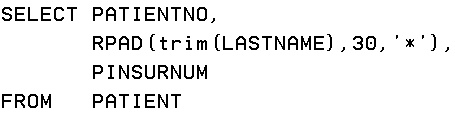 SELECT PATIENTNO,
       RPAD(trim(LASTNAME),30,'*'),
       PINSURNUM
FROM   PATIENT